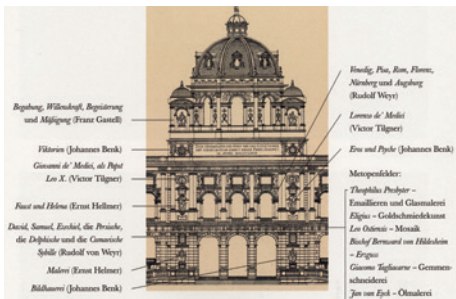 Begabung, Willenskraft, Begeisterung
und Mäßigung (Franz Gastell)
Viktorien (Johannes Benk)
Giovanni de' Medici, als Papst
Leo X. (Victor Tilgner)
Faust und Helena (Ernst Hellmer)
David, Samuel, Ezechiel, die Persische,
die Delphische und die Cumanische
Sibylle (Rudolf von Weyr)
Malerei (Ernst Helmer)
Bildhauerei (Johannes Benk)
Venedig, Pisa, Rom, Florenz,
Nürnberg und Augsburg
(Rudolf Weyr)
Lorenzo de' Medici
(Victor Tilgner)
Eros und Psyche (Johannes Benk)
Metopenfelder:
Theophilus Presbyter –
Emaillieren und Glasmalerei
Eligius – Goldschmiedekunst
Leo Ostiensis – Mosaik
Bischof Bernward von Hildesheim
– Erzguss
Giacomo Tagliacarne – Gemmen-
schneiderei
Jan van Eyck – Ölmalerei